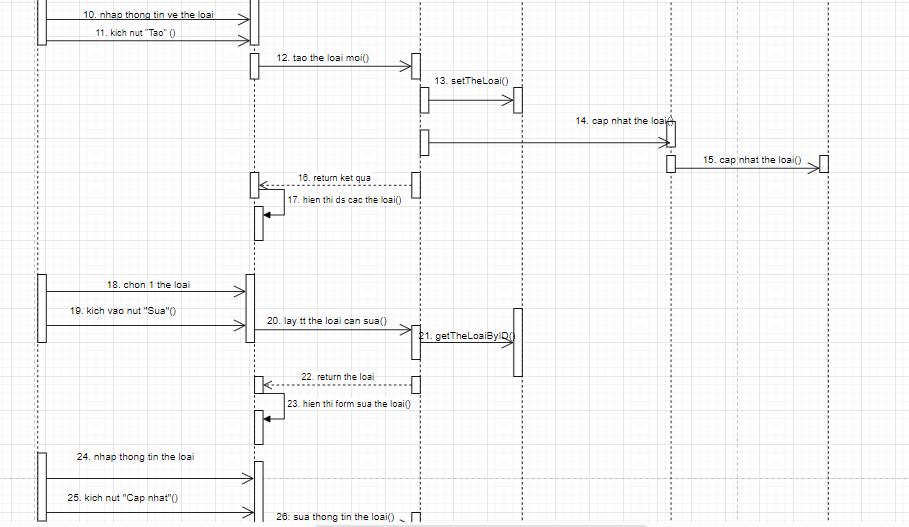 10. nhap thong tin ve the loai
11. kich nut "Tao" ()
12. tao the loai moi()
13. setTheLoai()
14. cap nhat the loai()
15. cap nhat the loai()
16. return ket qua
17. hien thi ds cac the loai()
18. chon 1 the loai
19. kich vao nut "Sua"()
20. lay tt the loai can sua()
21. getTheLoaiByID()
22. return the loai
23. hien thi form sua the loai()
24. nhap thong tin the loai
25. kich nut "Cap nhat"()
26: sua thong tin the loai()